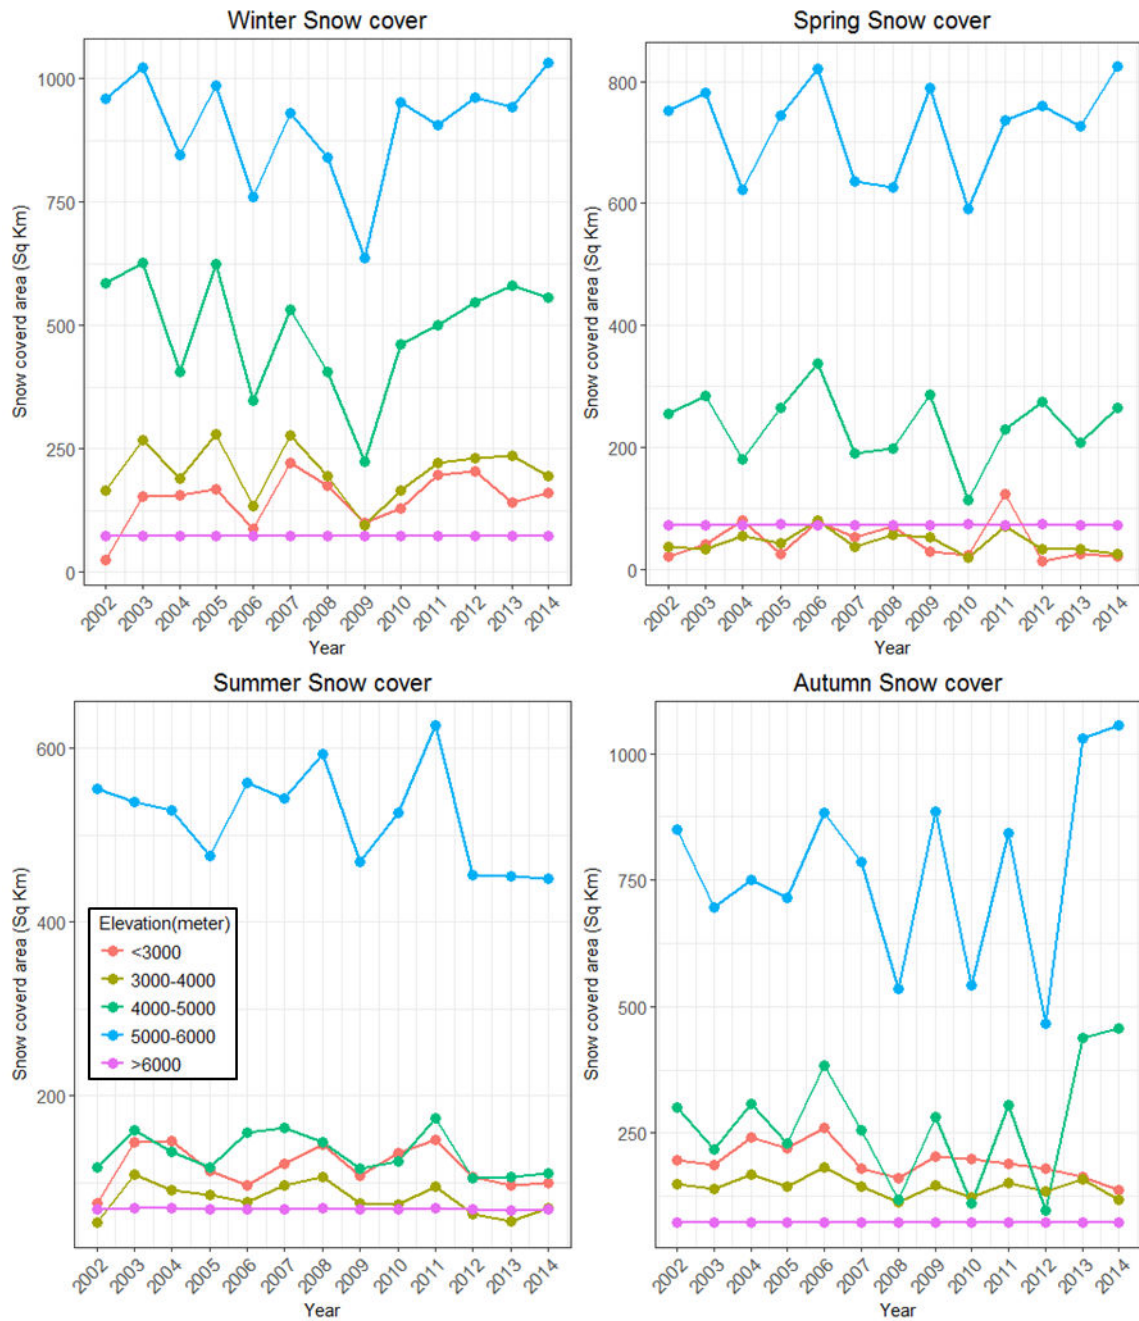 Winter Snow cover
Snow coverd area (Sq Km)
1000
750
500
250
0
2002 2003 2004 2005 2006 2007 2008 2009 2010 2011 2012 2013 2014
Year
Spring Snow cover
Snow coverd area (Sq Km)
800
600
400
200
0
2002 2003 2004 2005 2006 2007 2008 2009 2010 2011 2012 2013 2014
Year
Summer Snow cover
Snow coverd area (Sq Km)
600
400
200
Elevation(meter)
<3000
3000-4000
4000-5000
5000-6000
>6000
2002 2003 2004 2005 2006 2007 2008 2009 2010 2011 2012 2013 2014
Year
Autumn Snow cover
Snow coverd area (Sq Km)
1000
750
500
250
2002 2003 2004 2005 2006 2007 2008 2009 2010 2011 2012 2013 2014
Year